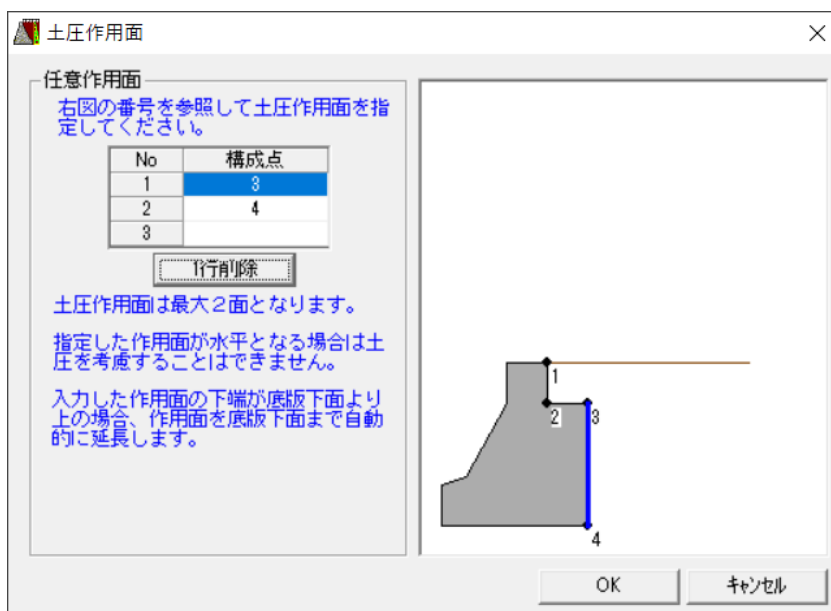 土圧作用面
任意作用面
右図の番号を参照して土圧作用面を指
定してください。
No 構成点
1 3
2 4
3
1行削除
土圧作用面は最大２面となります。
指定した作用面が水平となる場合は土
圧を考慮することはできません。
入力した作用面の下端が底版下面より
上の場合、作用面を底版下面まで自動
的に延長します。
1
2 3
4
OK キャンセル